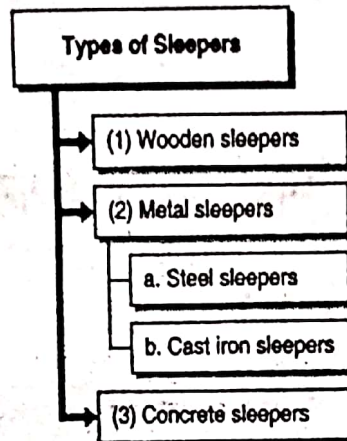 Types of Sleepers
(1) Wooden sleepers
(2) Metal sleepers
a. Steel sleepers
b. Cast iron sleepers
(3) Concrete sleepers